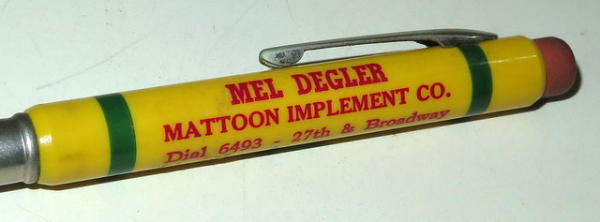 MEL DEGLER
MATTOON IMPLEMENT CO.
Dial 6493 - 27th & Broadway